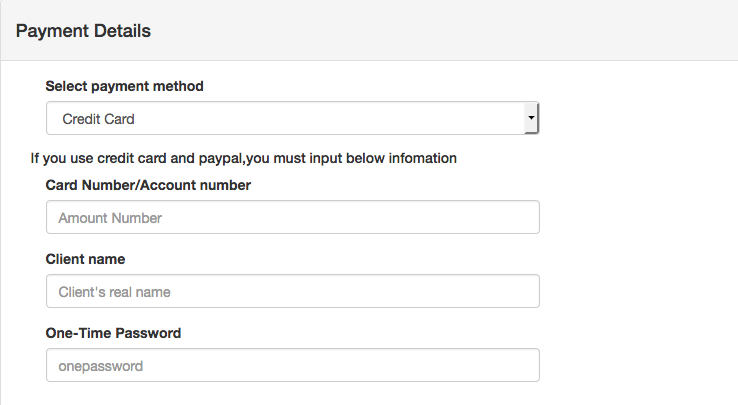 Payment Details
Select payment method
Credit Card
If you use credit card and paypal,you must input below infomation
Card Number/Account number
Amount Number
Client name
Client's real name
One-Time Password
onepassword